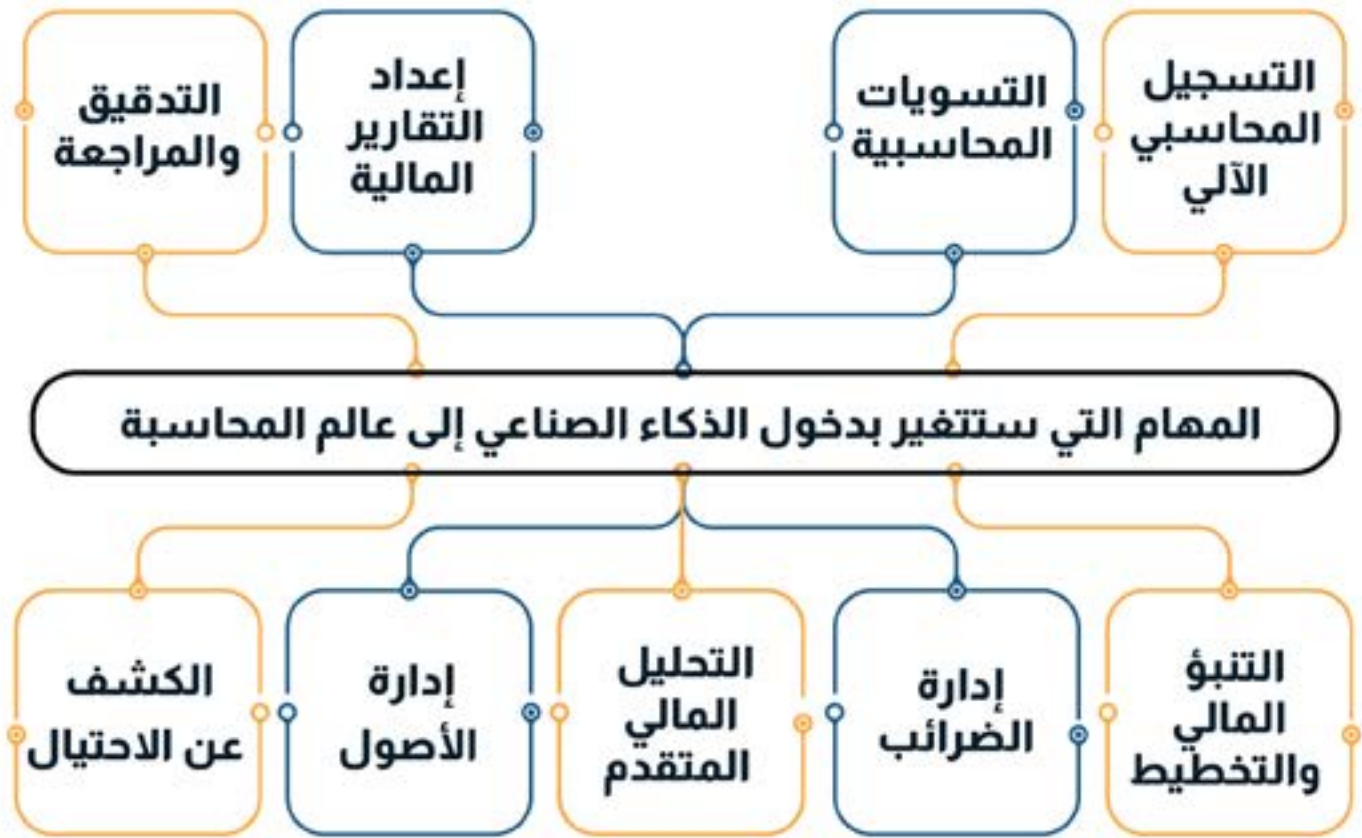 التسجيل
المحاسبي
الآلي
التسويات
المحاسبية
إعداد
التقارير
المالية
التدقيق
والمراجعة
المهام التي ستتغير بدخول الذكاء الصناعي إلى عالم المحاسبة
التنبؤ
المالي
والتخطيط
إدارة
الضرائب
التحليل
المالي
المتقدم
إدارة
الأصول
الكشف
عن الاحتيال